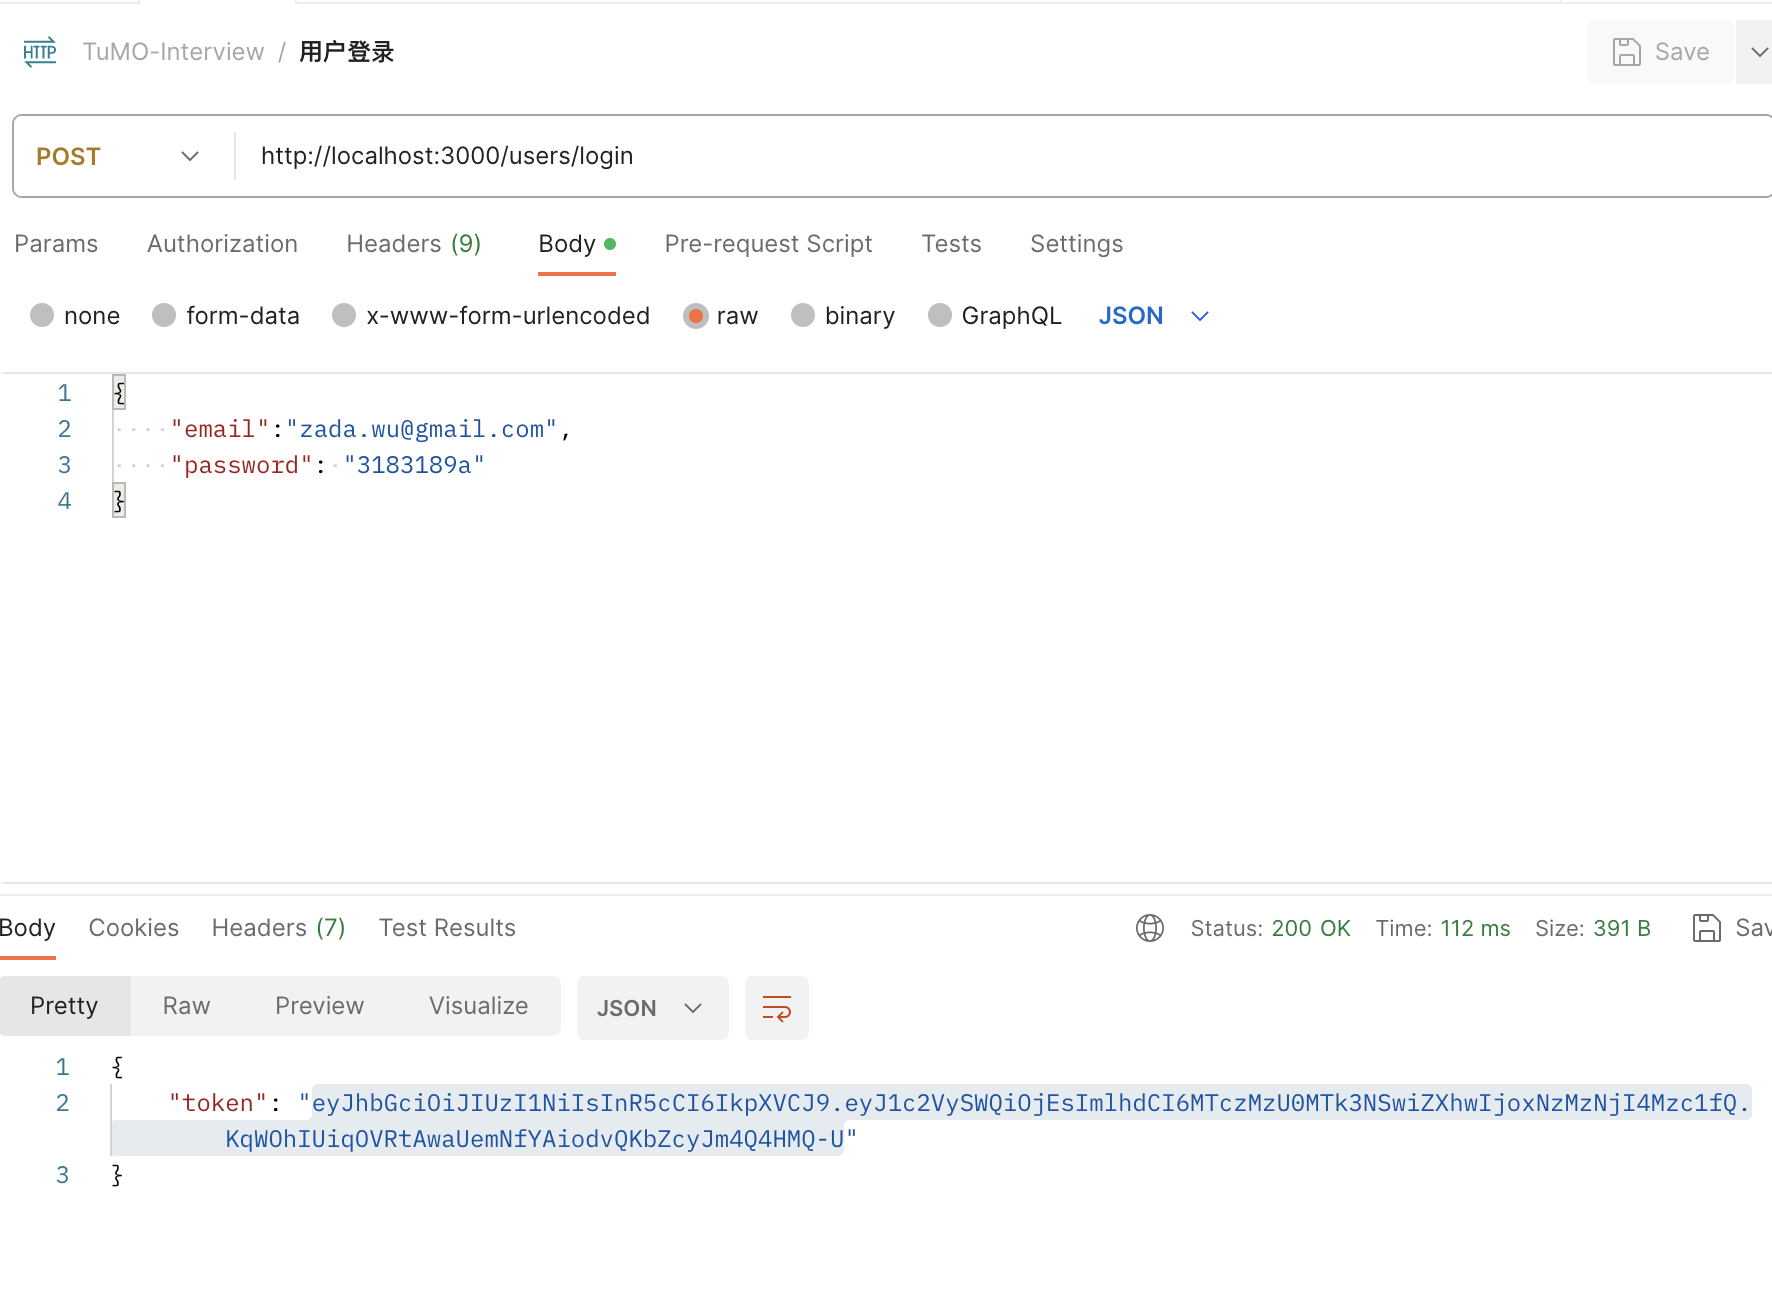 HTTP TuMO-Interview / 用户登录 Save
POST http://localhost:3000/users/login
Params Authorization Headers (9) Body Pre-request Script Tests Settings
none form-data x-www-form-urlencoded raw binary GraphQL JSON
1 {
2 "email":"zada.wu@gmail.com",
3 "password": "3183189a"
4 }
Body Cookies Headers (7) Test Results Status: 200 OK Time: 112 ms Size: 391 B Sav
Pretty Raw Preview Visualize JSON
1 {
2 "token": "eyJhbGciOiJIUzI1NiIsInR5cCI6IkpXVCJ9.eyJ1c2VySWQiOjEsImlhdCI6MTczMzU0MTk3NSwiZXhwIjoxNzMzNjI4Mzc1fQ.
KqWOhIUiqOVRtAwaUemNfYAiodvQKbZcyJm4Q4HMQ-U"
3 }